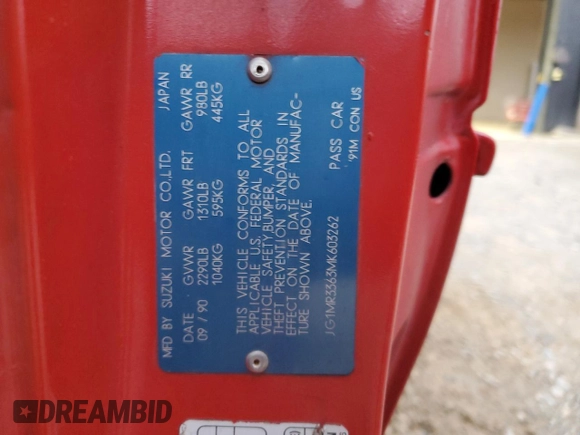 MFD BY SUZUKI MOTOR CO.,LTD. JAPAN
DATE GVWR GAWR FRT GAWR RR
09 / 90 2290LB 1310LB 980LB
1040KG 595KG 445KG
THIS VEHICLE CONFORMS TO ALL
APPLICABLE U.S. FEDERAL MOTOR
VEHICLE SAFETY,BUMPER, AND
THEFT PREVENTION STANDARDS IN
EFFECT ON THE DATE OF MANUFAC-
TURE SHOWN ABOVE.
JG1MR3363MK603262 PASS CAR
'91M CON US
DREAMBID